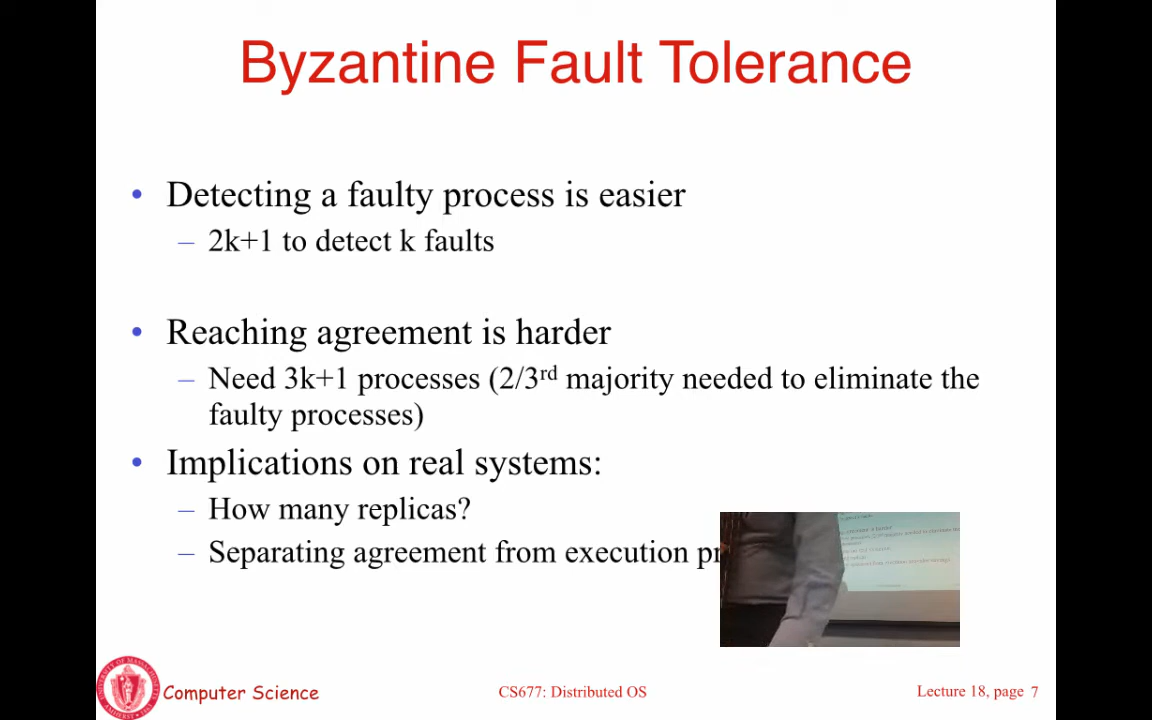 Byzantine Fault Tolerance
• Detecting a faulty process is easier
– 2k+1 to detect k faults
• Reaching agreement is harder
– Need 3k+1 processes (2/3rd majority needed to eliminate the
faulty processes)
• Implications on real systems:
– How many replicas?
– Separating agreement from execution
Computer Science
CS677: Distributed OS
Lecture 18, page 7